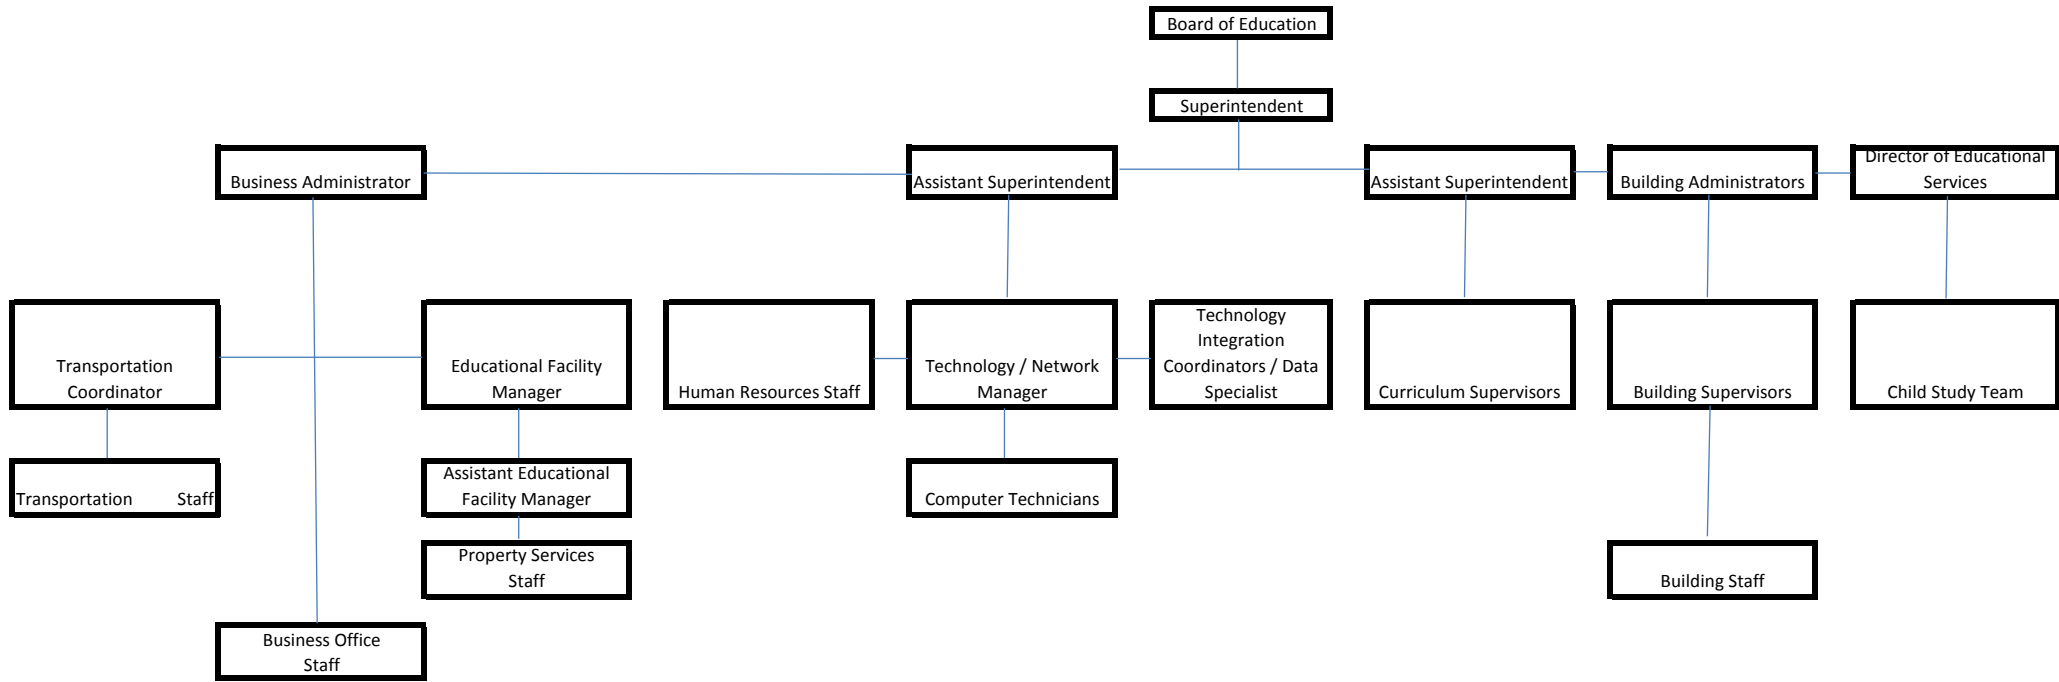 Board of Education
Superintendent
Business Administrator
Assistant Superintendent
Assistant Superintendent
Building Administrators
Director of Educational
Services
Transportation
Coordinator
Educational Facility
Manager
Human Resources Staff
Technology / Network
Manager
Technology
Integration
Coordinators / Data
Specialist
Curriculum Supervisors
Building Supervisors
Child Study Team
Transportation Staff
Assistant Educational
Facility Manager
Computer Technicians
Property Services
Staff
Building Staff
Business Office
Staff